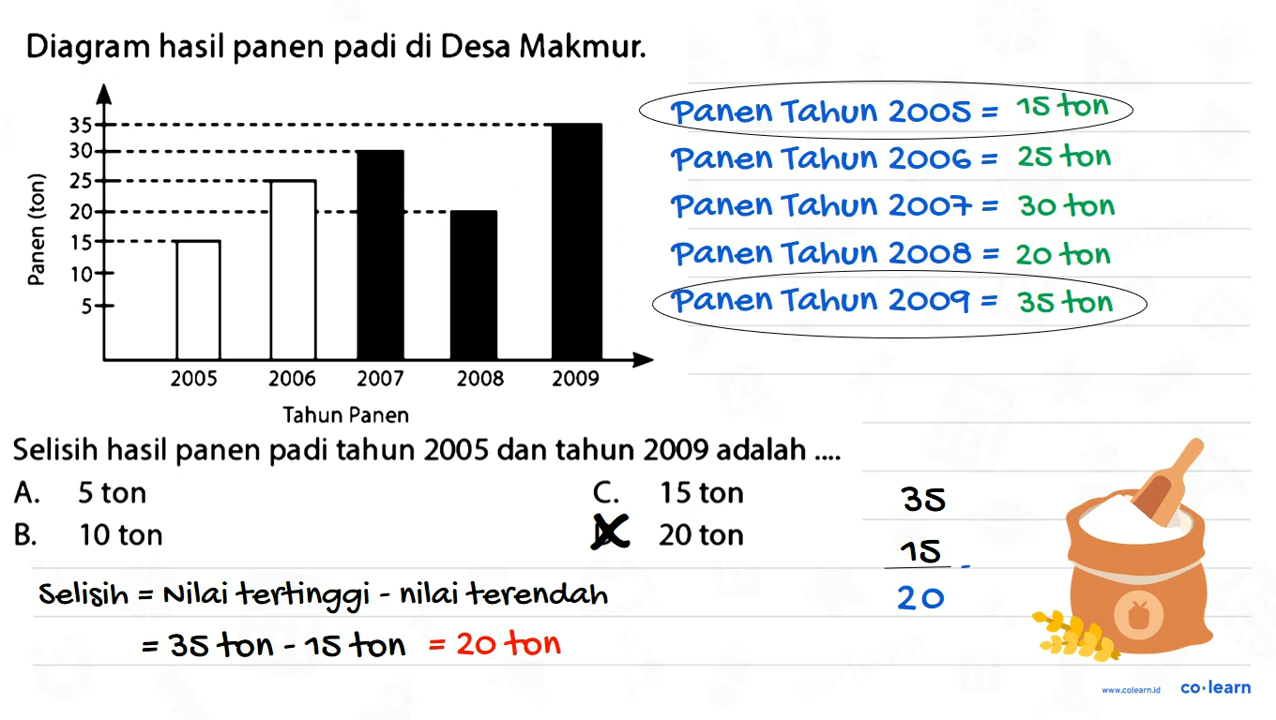 Diagram hasil panen padi di Desa Makmur.
Panen (ton)
35
30
25
20
15
10
5
2005 2006 2007 2008 2009
Tahun Panen
Panen Tahun 2005 = 15 ton
Panen Tahun 2006 = 25 ton
Panen Tahun 2007 = 30 ton
Panen Tahun 2008 = 20 ton
Panen Tahun 2009 = 35 ton
Selisih hasil panen padi tahun 2005 dan tahun 2009 adalah ....
A. 5 ton
B. 10 ton
C. 15 ton
20 ton
Selisih = Nilai tertinggi - nilai terendah
= 35 ton - 15 ton = 20 ton
35
15 -
20
www.colearn.id co·learn